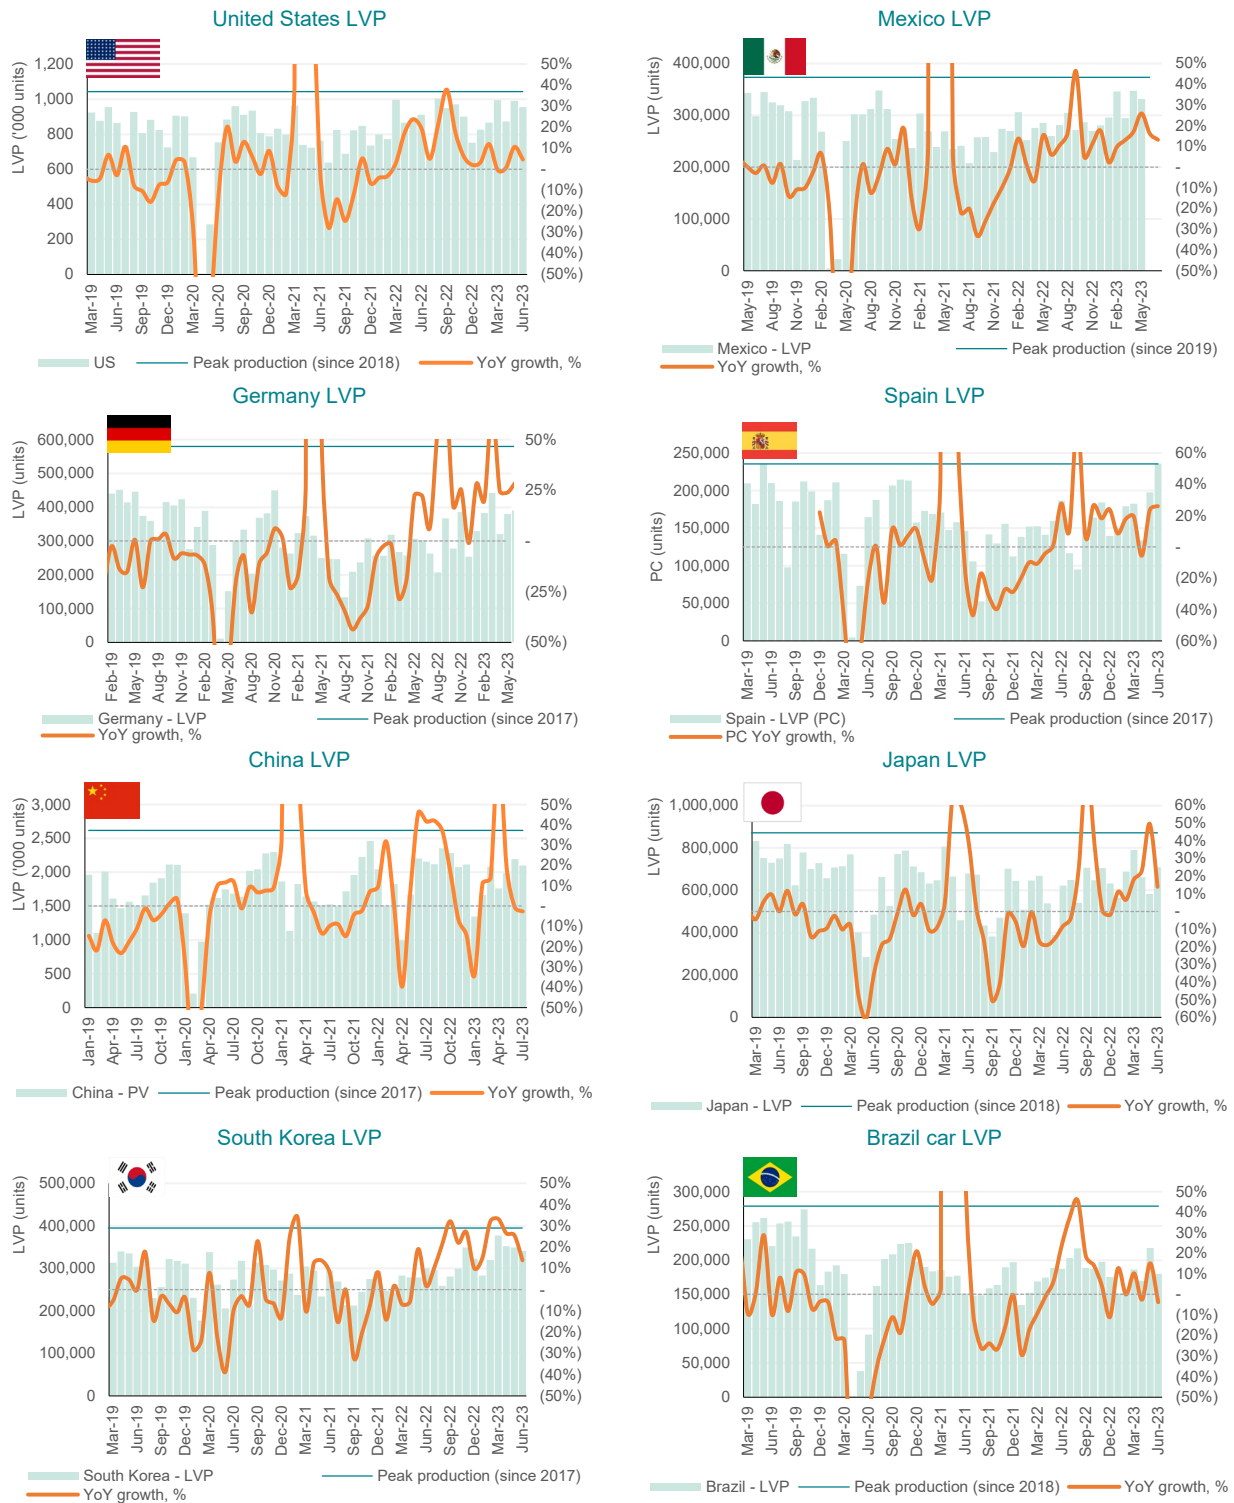 United States LVP
LVP ('000 units)
1,200
1,000
800
600
400
200
0
50%
40%
30%
20%
10%
-
(10%)
(20%)
(30%)
(40%)
(50%)
Mar-19
Jun-19
Sep-19
Dec-19
Mar-20
Jun-20
Sep-20
Dec-20
Mar-21
Jun-21
Sep-21
Dec-21
Mar-22
Jun-22
Sep-22
Dec-22
Mar-23
Jun-23
US
Peak production (since 2018)
YoY growth, %
Mexico LVP
LVP (units)
400,000
300,000
200,000
100,000
0
50%
40%
30%
20%
10%
-
(10%)
(20%)
(30%)
(40%)
(50%)
May-19
Aug-19
Nov-19
Feb-20
May-20
Aug-20
Nov-20
Feb-21
May-21
Aug-21
Nov-21
Feb-22
May-22
Aug-22
Nov-22
Feb-23
May-23
Mexico - LVP
Peak production (since 2019)
YoY growth, %
Germany LVP
LVP (units)
600,000
500,000
400,000
300,000
200,000
100,000
0
50%
25%
-
(25%)
(50%)
Feb-19
May-19
Aug-19
Nov-19
Feb-20
May-20
Aug-20
Nov-20
Feb-21
May-21
Aug-21
Nov-21
Feb-22
May-22
Aug-22
Nov-22
Feb-23
May-23
Germany - LVP
Peak production (since 2017)
YoY growth, %
Spain LVP
PC (units)
250,000
200,000
150,000
100,000
50,000
0
60%
40%
20%
-
(20%)
(40%)
(60%)
Mar-19
Jun-19
Sep-19
Dec-19
Mar-20
Jun-20
Sep-20
Dec-20
Mar-21
Jun-21
Sep-21
Dec-21
Mar-22
Jun-22
Sep-22
Dec-22
Mar-23
Jun-23
Spain - LVP (PC)
Peak production (since 2017)
PC YoY growth, %
China LVP
LVP ('000 units)
3,000
2,500
2,000
1,500
1,000
500
0
50%
40%
30%
20%
10%
-
(10%)
(20%)
(30%)
(40%)
(50%)
Jan-19
Apr-19
Jul-19
Oct-19
Jan-20
Apr-20
Jul-20
Oct-20
Jan-21
Apr-21
Jul-21
Oct-21
Jan-22
Apr-22
Jul-22
Oct-22
Jan-23
Apr-23
Jul-23
China - PV
Peak production (since 2017)
YoY growth, %
Japan LVP
LVP (units)
1,000,000
800,000
600,000
400,000
200,000
0
60%
50%
40%
30%
20%
10%
-
(10%)
(20%)
(30%)
(40%)
(50%)
(60%)
Mar-19
Jun-19
Sep-19
Dec-19
Mar-20
Jun-20
Sep-20
Dec-20
Mar-21
Jun-21
Sep-21
Dec-21
Mar-22
Jun-22
Sep-22
Dec-22
Mar-23
Jun-23
Japan - LVP
Peak production (since 2018)
YoY growth, %
South Korea LVP
LVP (units)
500,000
400,000
300,000
200,000
100,000
0
50%
40%
30%
20%
10%
-
(10%)
(20%)
(30%)
(40%)
(50%)
Mar-19
Jun-19
Sep-19
Dec-19
Mar-20
Jun-20
Sep-20
Dec-20
Mar-21
Jun-21
Sep-21
Dec-21
Mar-22
Jun-22
Sep-22
Dec-22
Mar-23
Jun-23
South Korea - LVP
Peak production (since 2017)
YoY growth, %
Brazil car LVP
LVP (units)
300,000
250,000
200,000
150,000
100,000
50,000
0
50%
40%
30%
20%
10%
-
(10%)
(20%)
(30%)
(40%)
(50%)
Mar-19
Jun-19
Sep-19
Dec-19
Mar-20
Jun-20
Sep-20
Dec-20
Mar-21
Jun-21
Sep-21
Dec-21
Mar-22
Jun-22
Sep-22
Dec-22
Mar-23
Jun-23
Brazil - LVP
Peak production (since 2018)
YoY growth, %